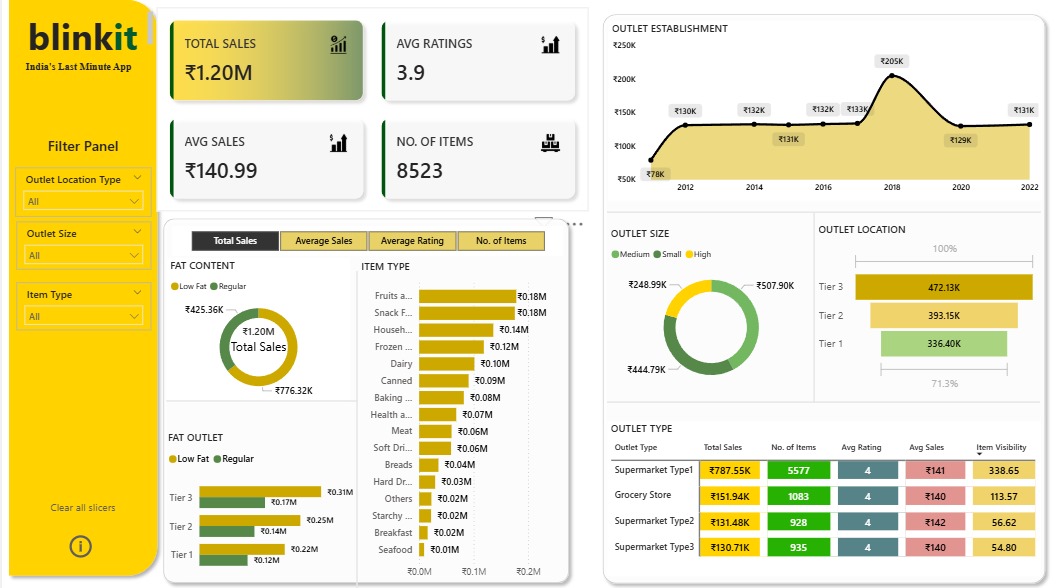 blinkit
India's Last Minute App
Filter Panel
Outlet Location Type
All
Outlet Size
All
Item Type
All
Clear all slicers
i
TOTAL SALES
₹1.20M
AVG RATINGS
3.9
AVG SALES
₹140.99
NO. OF ITEMS
8523
Total Sales Average Sales Average Rating No. of Items
FAT CONTENT
Low Fat Regular
₹425.36K
₹1.20M
Total Sales
₹776.32K
FAT OUTLET
Low Fat Regular
Tier 3 ₹0.31M
₹0.17M
Tier 2 ₹0.25M
₹0.14M
Tier 1 ₹0.22M
₹0.12M
ITEM TYPE
Fruits a... ₹0.18M
Snack F... ₹0.18M
Househ... ₹0.14M
Frozen ... ₹0.12M
Dairy ₹0.10M
Canned ₹0.09M
Baking ... ₹0.08M
Health a... ₹0.07M
Meat ₹0.06M
Soft Dri... ₹0.06M
Breads ₹0.04M
Hard Dr... ₹0.03M
Others ₹0.02M
Starchy ... ₹0.02M
Breakfast ₹0.02M
Seafood ₹0.01M
₹0.0M ₹0.1M ₹0.2M
OUTLET ESTABLISHMENT
₹250K
₹200K
₹150K
₹100K
₹50K
₹78K ₹130K ₹132K ₹131K ₹132K ₹133K ₹205K ₹129K ₹131K
2012 2014 2016 2018 2020 2022
OUTLET SIZE
Medium Small High
₹248.99K
₹507.90K
₹444.79K
OUTLET LOCATION
100%
Tier 3 472.13K
Tier 2 393.15K
Tier 1 336.40K
71.3%
OUTLET TYPE
Outlet Type Total Sales No. of Items Avg Rating Avg Sales Item Visibility
Supermarket Type1 ₹787.55K 5577 4 ₹141 338.65
Grocery Store ₹151.94K 1083 4 ₹140 113.57
Supermarket Type2 ₹131.48K 928 4 ₹142 56.62
Supermarket Type3 ₹130.71K 935 4 ₹140 54.80